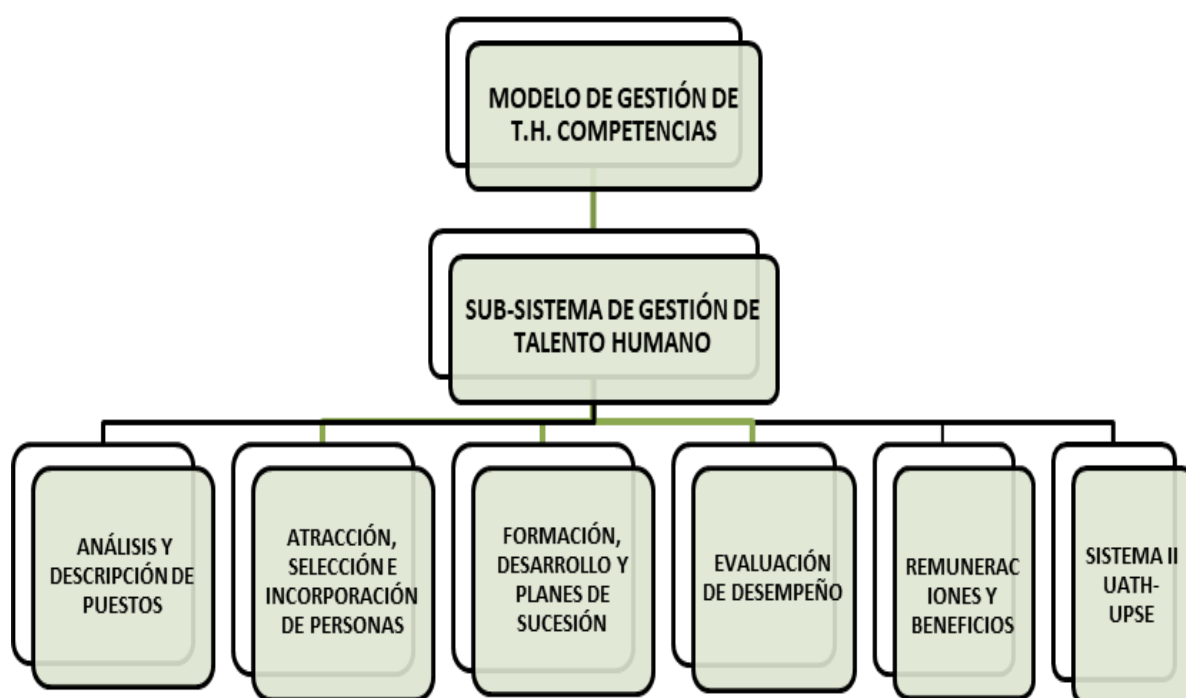 MODELO DE GESTIÓN DE
T.H. COMPETENCIAS
SUB-SISTEMA DE GESTIÓN DE
TALENTO HUMANO
ANÁLISIS Y
DESCRIPCIÓN DE
PUESTOS
ATRACCIÓN,
SELECCIÓN E
INCORPORACIÓN
DE PERSONAS
FORMACIÓN,
DESARROLLO Y
PLANES DE
SUCESIÓN
EVALUACIÓN
DE DESEMPEÑO
REMUNERAC
IONES Y
BENEFICIOS
SISTEMA II
UATH-
UPSE